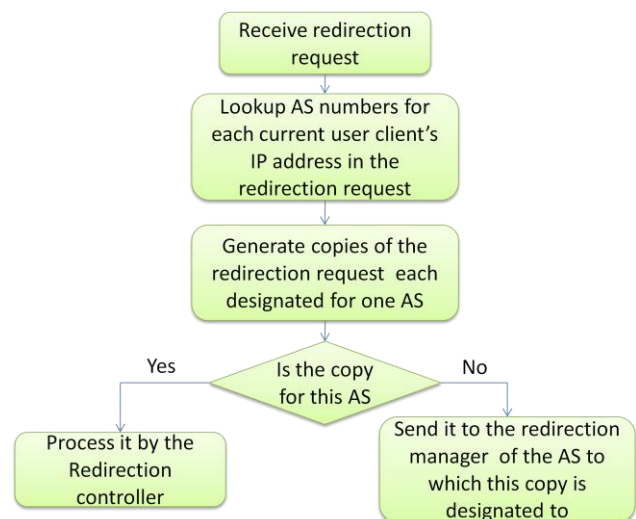 Receive redirection
request
Lookup AS numbers for
each current user client's
IP address in the
redirection request
Generate copies of the
redirection request each
designated for one AS
Yes
Is the copy
for this AS
No
Process it by the
Redirection
controller
Send it to the redirection
manager of the AS to
which this copy is
designated to